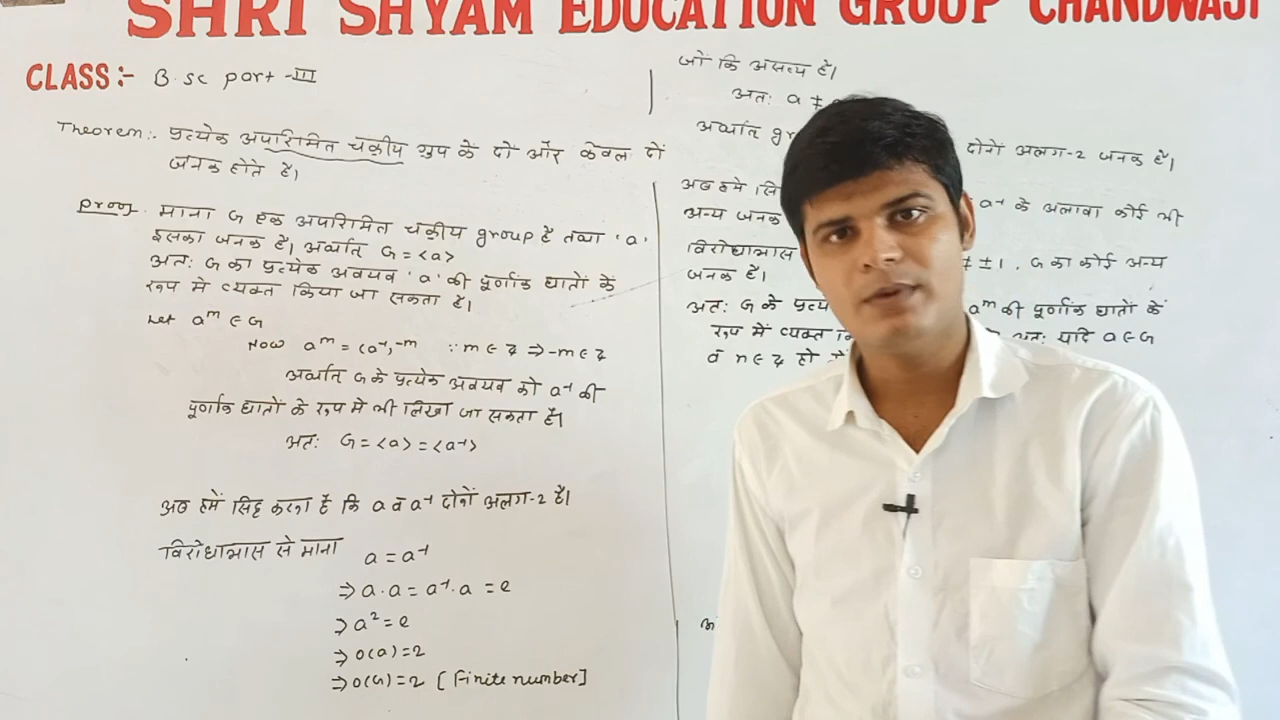 SHRI SHYAM EDUCATION GROUP CHANDWAJI
CLASS:- B.sc part-III
Theorem:. प्रत्येक अपरिमित चक्रीय ग्रुप के दो और केवल दो
जनक होते हैं।
Proof. माना G एक अपरिमित चक्रीय group है तथा 'a'
इसका जनक है। अर्थात G = <a>
अतः G का प्रत्येक अवयव 'a' की पूर्णांक घातों के
रूप में व्यक्त किया जा सकता है।
Let a^m ∈ G
Now a^m = (a^-1)^-m ∵ m ∈ z ⇒ -m ∈ z
अर्थात G के प्रत्येक अवयव को a^-1 की
पूर्णांक घातों के रूप में भी लिखा जा सकता है।
अतः G = <a> = <a^-1>
अब हमें सिद्ध करना है कि a व a^-1 दोनों अलग-2 है।
विरोधाभास से माना a = a^-1
⇒ a.a = a^-1.a = e
⇒ a² = e
⇒ o(a) = 2
⇒ o(G) = 2 [Finite number]
जो कि असत्य है।
अतः a ≠
अर्थात दोनों अलग-2 जनक है।
अब हमे a^-1 के अलावा कोई भी
अन्य जनक
विरोधाभास ≠ ±1, G का कोई अन्य
जनक है।
अतः G के a^m की पूर्णांक घातों के
रूप में व्यक्त अतः यदि a ∈ G
व n ∈ z हो